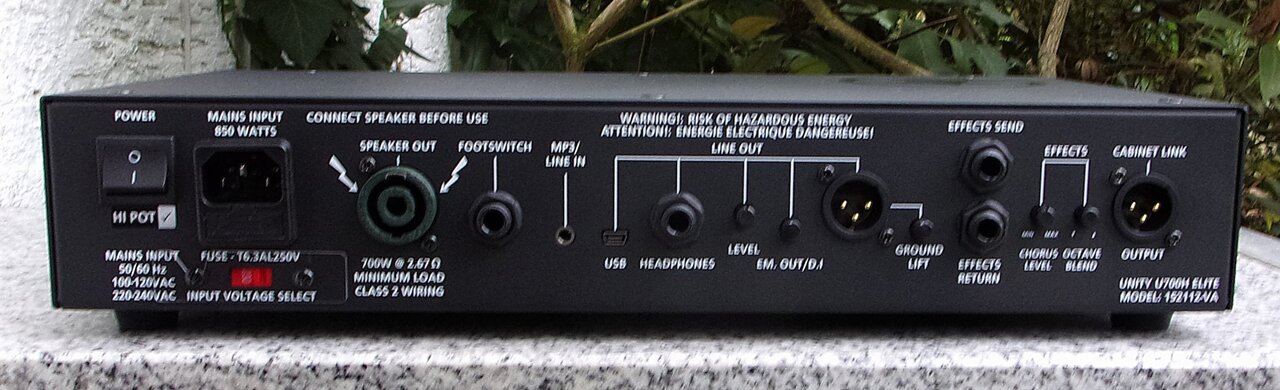 POWER
O
I
HI POT ✓
MAINS INPUT
850 WATTS
MAINS INPUT
50/60 Hz
100-120VAC
220-240VAC
FUSE - T6.3AL250V
INPUT VOLTAGE SELECT
CONNECT SPEAKER BEFORE USE
SPEAKER OUT
700W @ 2.67 Ω
MINIMUM LOAD
CLASS 2 WIRING
FOOTSWITCH
MP3/
LINE IN
WARNING!: RISK OF HAZARDOUS ENERGY
ATTENTION!: ENERGIE ELECTRIQUE DANGEREUSE!
LINE OUT
USB
HEADPHONES
LEVEL
EM. OUT/D.I
GROUND
LIFT
EFFECTS SEND
EFFECTS
RETURN
EFFECTS
MIN MAX
CHORUS
LEVEL
OCTAVE
BLEND
CABINET LINK
OUTPUT
UNITY U700H ELITE
MODEL: 152112-VA